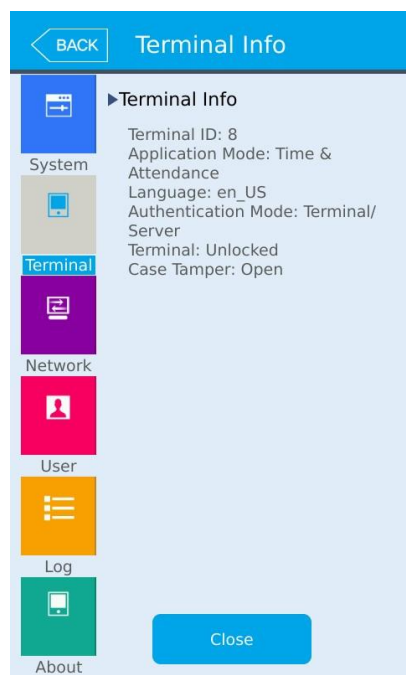 BACK
Terminal Info
▶Terminal Info
Terminal ID: 8
Application Mode: Time &
Attendance
Language: en_US
Authentication Mode: Terminal/
Server
Terminal: Unlocked
Case Tamper: Open
System
Terminal
Network
User
Log
About
Close